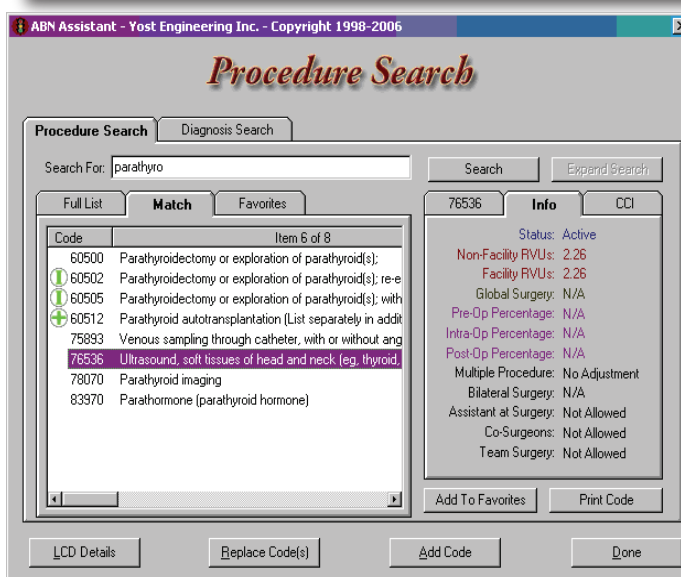 ABN Assistant - Yost Engineering Inc. - Copyright 1998-2006
Procedure Search
Procedure Search
Diagnosis Search
Search For: parathyro
Search
Expand Search
Full List
Match
Favorites
76536
Info
CCI
Code Item 6 of 8
60500 Parathyroidectomy or exploration of parathyroid(s);
60502 Parathyroidectomy or exploration of parathyroid(s); re-e
60505 Parathyroidectomy or exploration of parathyroid(s); with
60512 Parathyroid autotransplantation (List separately in addit
75893 Venous sampling through catheter, with or without ang
76536 Ultrasound, soft tissues of head and neck (eg, thyroid,
78070 Parathyroid imaging
83970 Parathormone (parathyroid hormone)
Status: Active
Non-Facility RVUs: 2.26
Facility RVUs: 2.26
Global Surgery: N/A
Pre-Op Percentage: N/A
Intra-Op Percentage: N/A
Post-Op Percentage: N/A
Multiple Procedure: No Adjustment
Bilateral Surgery: N/A
Assistant at Surgery: Not Allowed
Co-Surgeons: Not Allowed
Team Surgery: Not Allowed
Add To Favorites
Print Code
LCD Details
Replace Code(s)
Add Code
Done